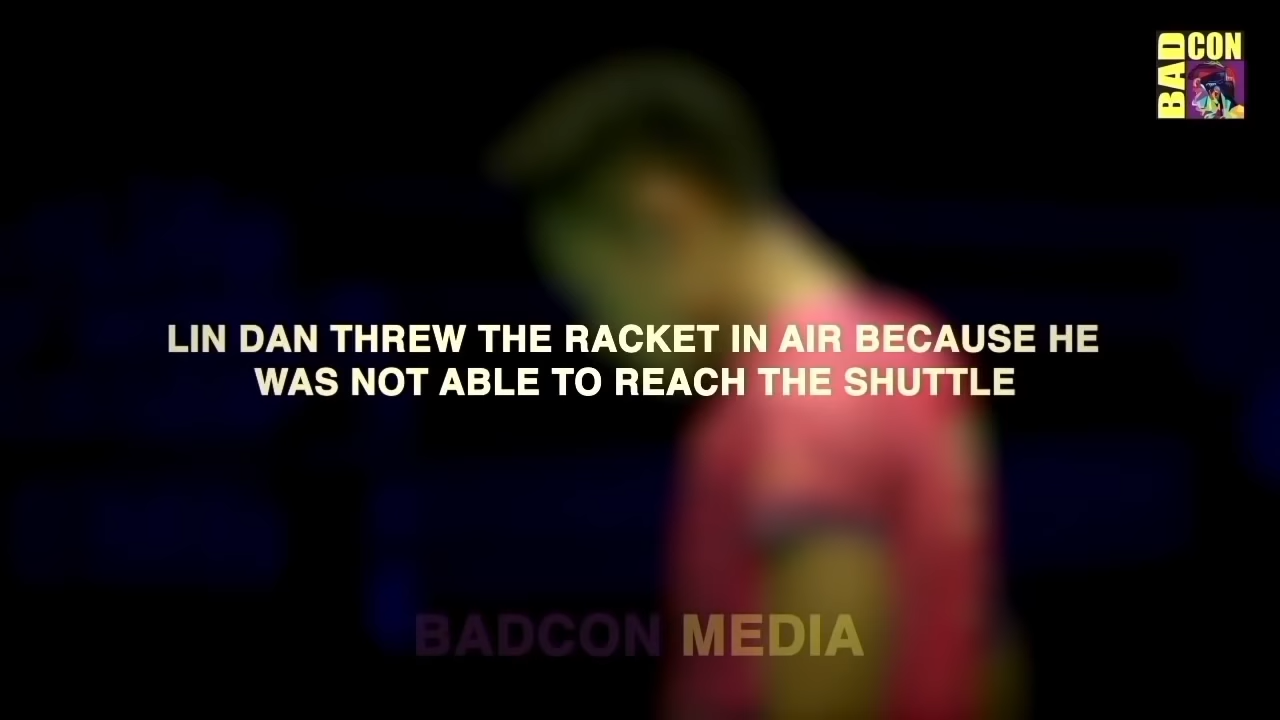 BAD CON
LIN DAN THREW THE RACKET IN AIR BECAUSE HE
WAS NOT ABLE TO REACH THE SHUTTLE
BADCON MEDIA